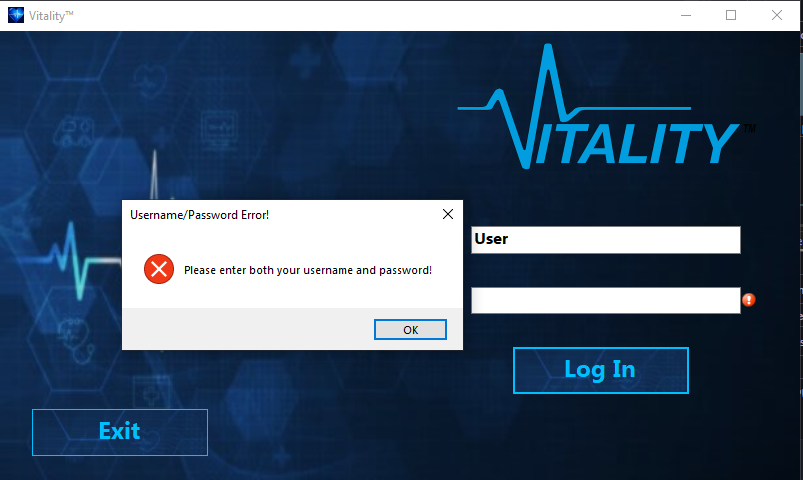 Vitality™
VITALITY™
Username/Password Error!
Please enter both your username and password!
OK
User
Log In
Exit